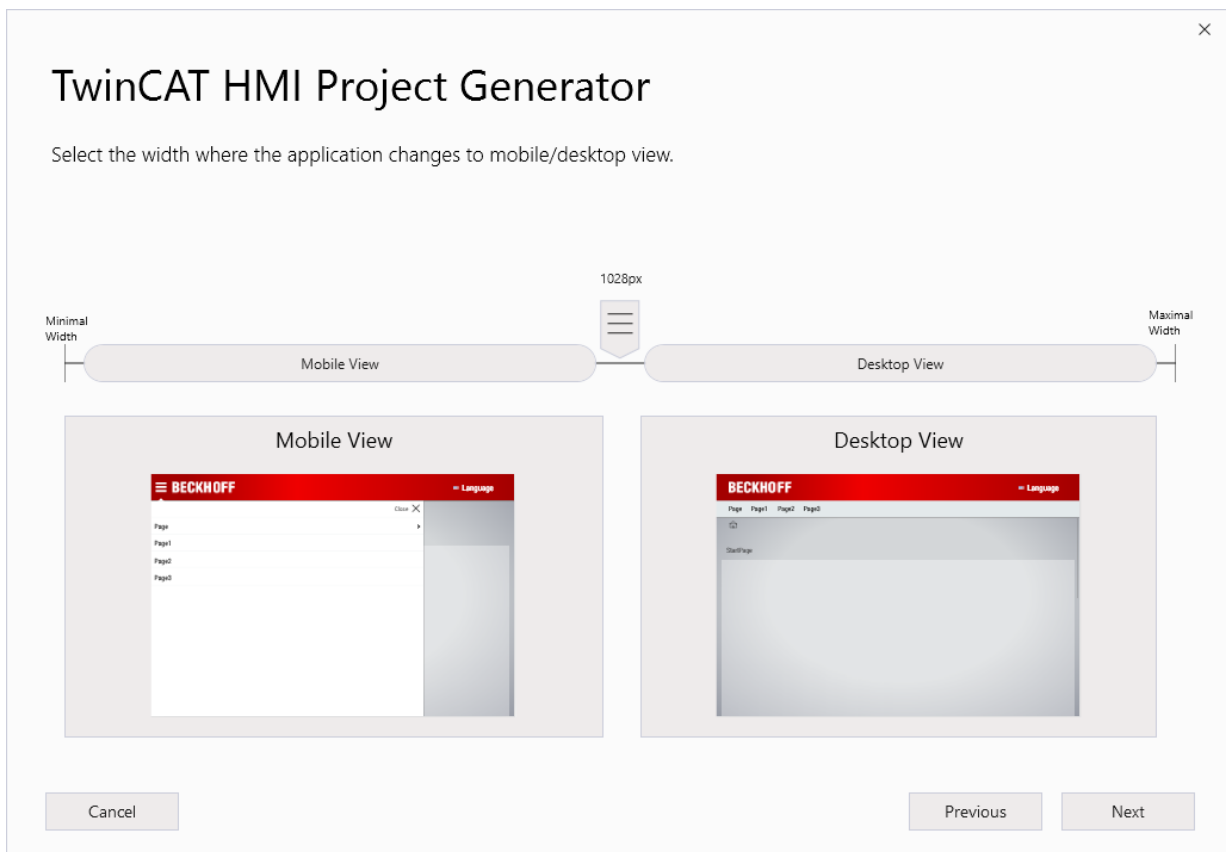 TwinCAT HMI Project Generator
Select the width where the application changes to mobile/desktop view.
1028px
Minimal
Width
Maximal
Width
Mobile View
Desktop View
Mobile View
BECKHOFF
Language
Close
Page
Page1
Page2
Page3
Desktop View
BECKHOFF
Language
Page Page1 Page2 Page3
StartPage
Cancel
Previous
Next